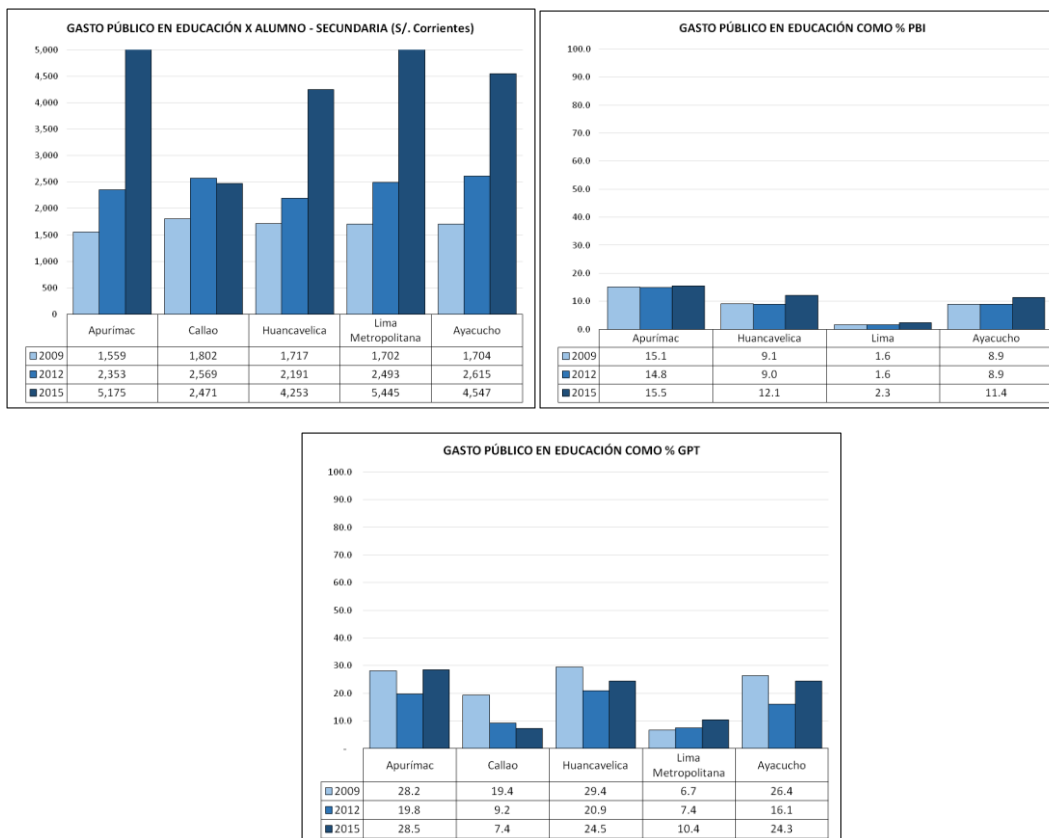 GASTO PÚBLICO EN EDUCACIÓN X ALUMNO - SECUNDARIA (S/. Corrientes)
5,000
4,500
4,000
3,500
3,000
2,500
2,000
1,500
1,000
500
0
Apurímac Callao Huancavelica Lima Metropolitana Ayacucho
2009 1,559 1,802 1,717 1,702 1,704
2012 2,353 2,569 2,191 2,493 2,615
2015 5,175 2,471 4,253 5,445 4,547
GASTO PÚBLICO EN EDUCACIÓN COMO % PBI
100.0
90.0
80.0
70.0
60.0
50.0
40.0
30.0
20.0
10.0
0.0
Apurímac Huancavelica Lima Ayacucho
2009 15.1 9.1 1.6 8.9
2012 14.8 9.0 1.6 8.9
2015 15.5 12.1 2.3 11.4
GASTO PÚBLICO EN EDUCACIÓN COMO % GPT
100.0
90.0
80.0
70.0
60.0
50.0
40.0
30.0
20.0
10.0
-
Apurímac Callao Huancavelica Lima Metropolitana Ayacucho
2009 28.2 19.4 29.4 6.7 26.4
2012 19.8 9.2 20.9 7.4 16.1
2015 28.5 7.4 24.5 10.4 24.3